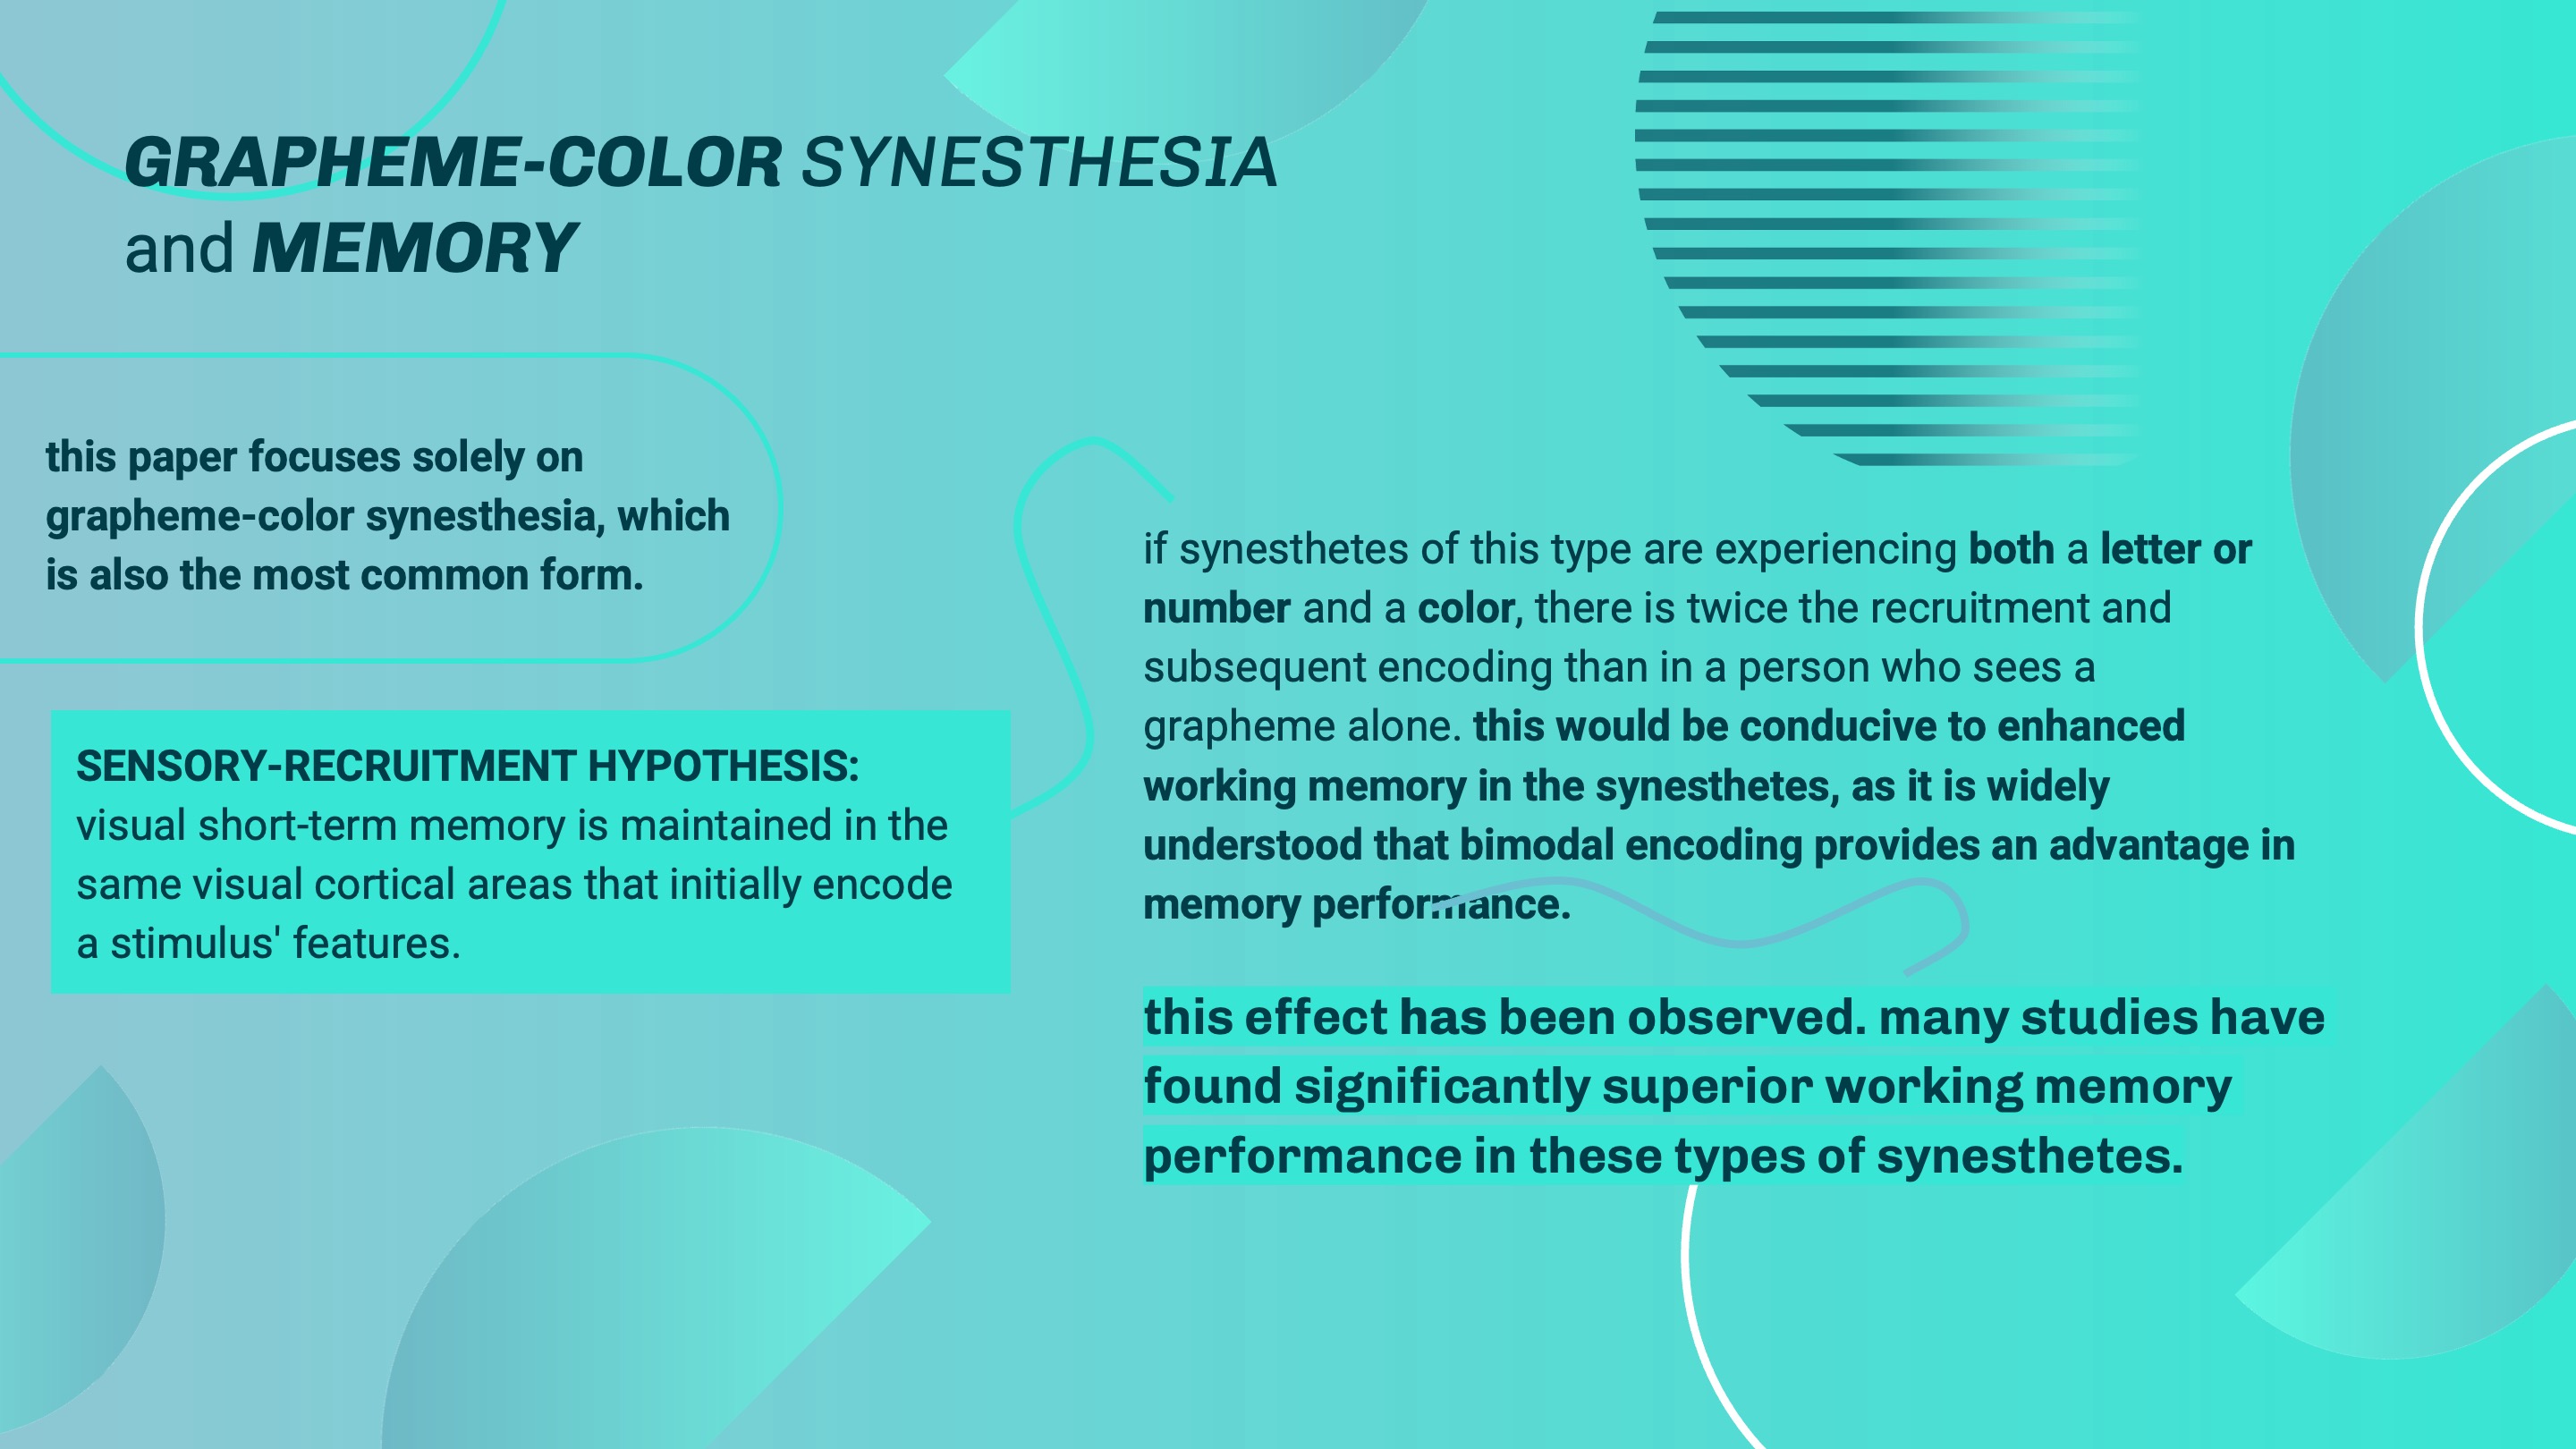 GRAPHEME-COLOR SYNESTHESIA
and MEMORY
this paper focuses solely on
grapheme-color synesthesia, which
is also the most common form.
SENSORY-RECRUITMENT HYPOTHESIS:
visual short-term memory is maintained in the
same visual cortical areas that initially encode
a stimulus' features.
if synesthetes of this type are experiencing both a letter or
number and a color, there is twice the recruitment and
subsequent encoding than in a person who sees a
grapheme alone. this would be conducive to enhanced
working memory in the synesthetes, as it is widely
understood that bimodal encoding provides an advantage in
memory performance.
this effect has been observed. many studies have
found significantly superior working memory
performance in these types of synesthetes.